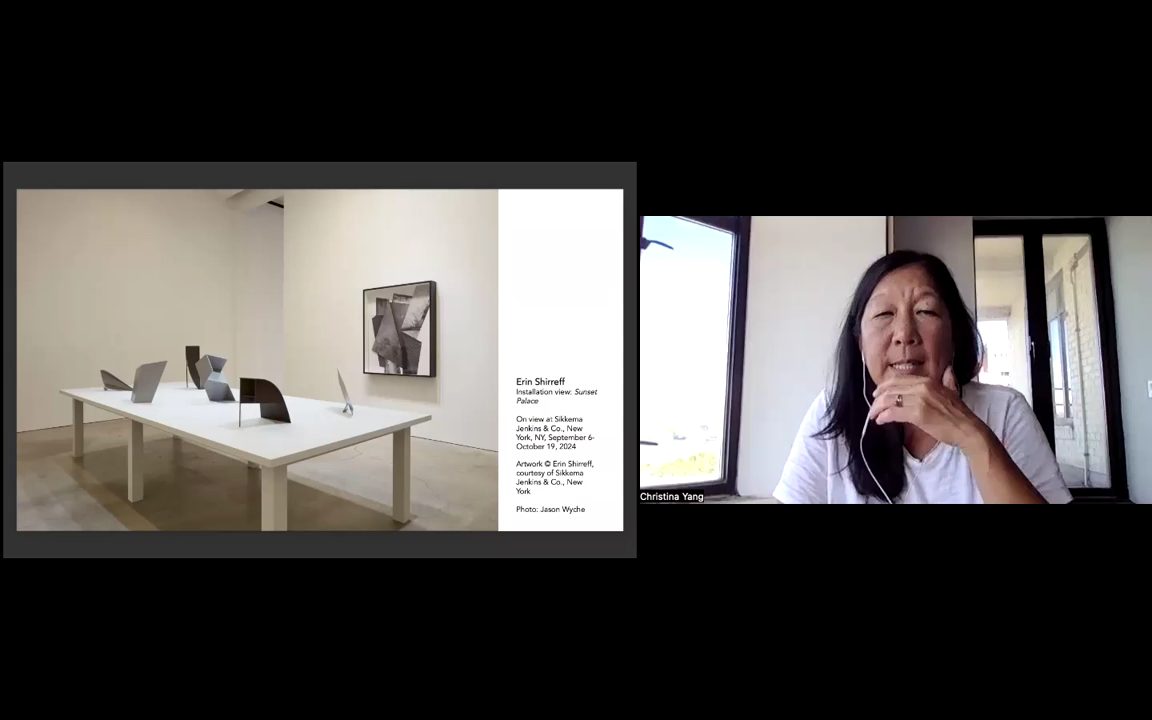 Erin Shirreff
Installation view: Sunset
Palace
On view at Sikkema
Jenkins & Co., New
York, NY, September 6-
October 19, 2024
Artwork © Erin Shirreff,
courtesy of Sikkema
Jenkins & Co., New
York
Photo: Jason Wyche
Christina Yang